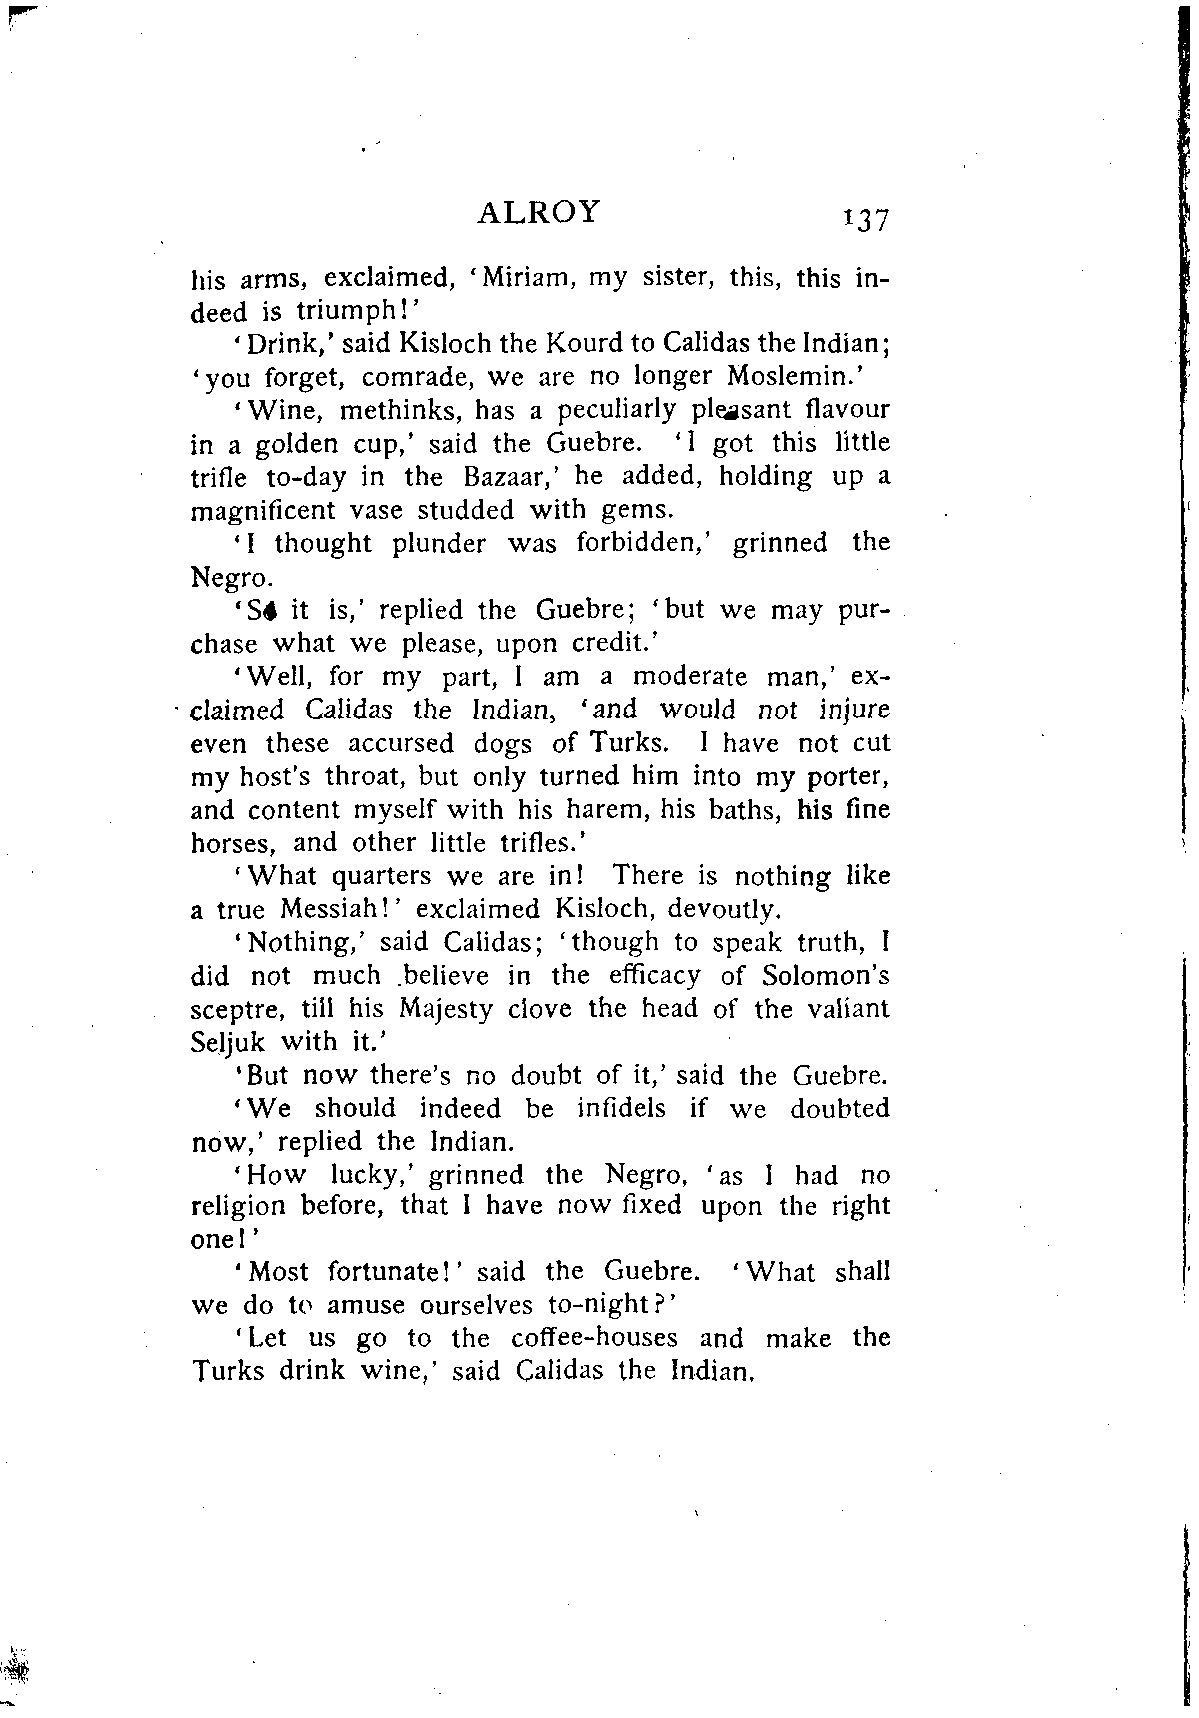 ALROY 137
his arms, exclaimed, ‘Miriam, my sister, this, this in-
deed is triumph!’
‘Drink,’ said Kisloch the Kourd to Calidas the Indian;
‘you forget, comrade, we are no longer Moslemin.’
‘Wine, methinks, has a peculiarly pleasant flavour
in a golden cup,’ said the Guebre. ‘I got this little
trifle to-day in the Bazaar,’ he added, holding up a
magnificent vase studded with gems.
‘I thought plunder was forbidden,’ grinned the
Negro.
‘So it is,’ replied the Guebre; ‘but we may pur-
chase what we please, upon credit.’
‘Well, for my part, I am a moderate man,’ ex-
claimed Calidas the Indian, ‘and would not injure
even these accursed dogs of Turks. I have not cut
my host's throat, but only turned him into my porter,
and content myself with his harem, his baths, his fine
horses, and other little trifles.’
‘What quarters we are in! There is nothing like
a true Messiah!’ exclaimed Kisloch, devoutly.
‘Nothing,’ said Calidas; ‘though to speak truth, I
did not much believe in the efficacy of Solomon's
sceptre, till his Majesty clove the head of the valiant
Seljuk with it.’
‘But now there's no doubt of it,’ said the Guebre.
‘We should indeed be infidels if we doubted
now,’ replied the Indian.
‘How lucky,’ grinned the Negro, ‘as I had no
religion before, that I have now fixed upon the right
one!’
‘Most fortunate!’ said the Guebre. ‘What shall
we do to amuse ourselves to-night?’
‘Let us go to the coffee-houses and make the
Turks drink wine,’ said Calidas the Indian.